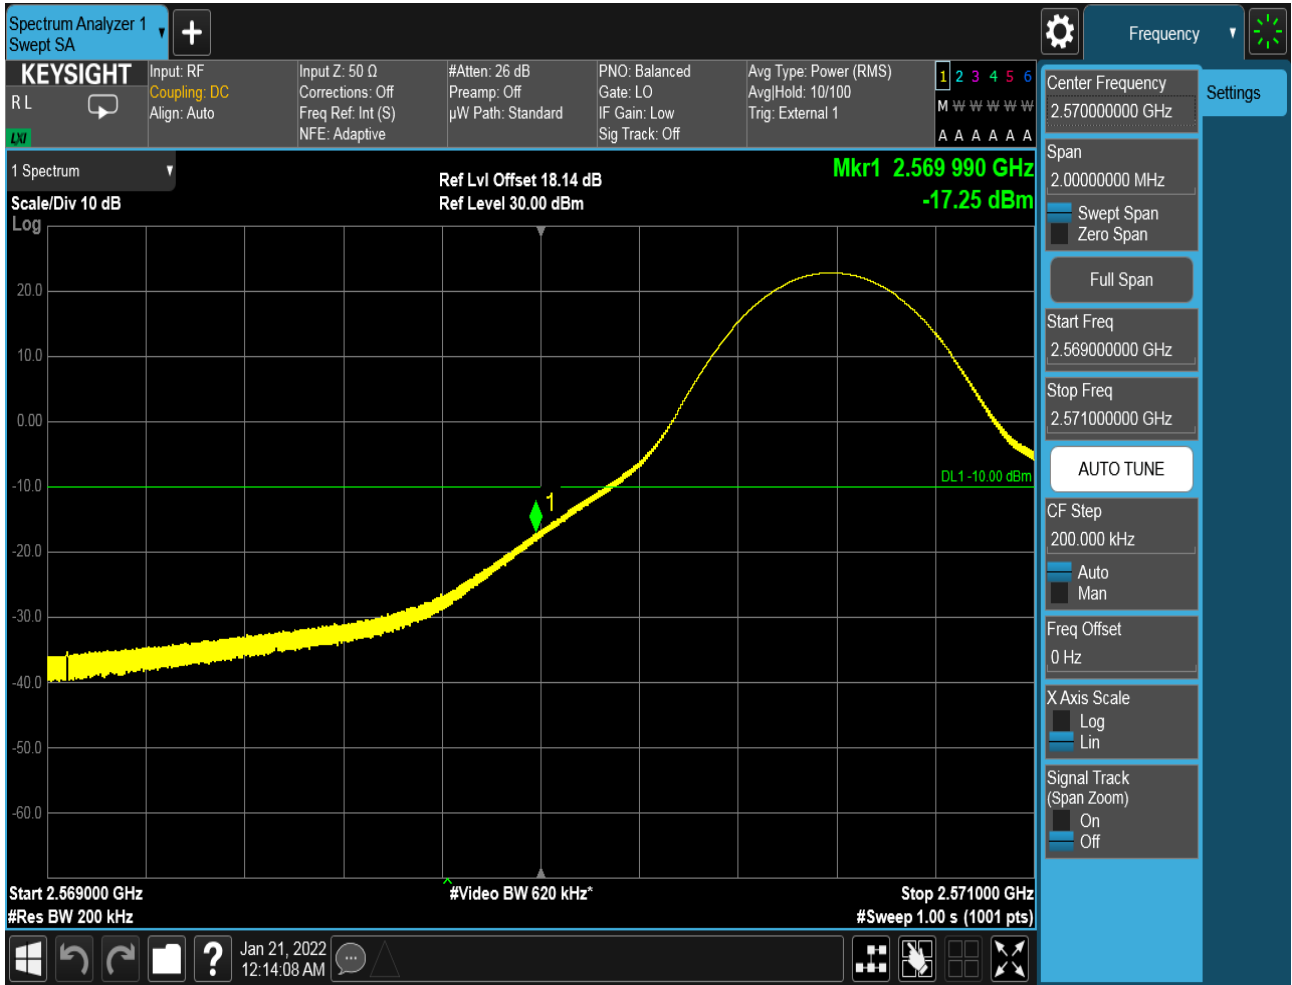 Spectrum Analyzer 1
Swept SA
Frequency
KEYSIGHT
R L
LXI
Input: RF
Coupling: DC
Align: Auto
Input Z: 50 Ω
Corrections: Off
Freq Ref: Int (S)
NFE: Adaptive
#Atten: 26 dB
Preamp: Off
µW Path: Standard
PNO: Balanced
Gate: LO
IF Gain: Low
Sig Track: Off
Avg Type: Power (RMS)
Avg|Hold: 10/100
Trig: External 1
1 2 3 4 5 6
M W W W W W
A A A A A A
1 Spectrum
Scale/Div 10 dB
Log
Ref Lvl Offset 18.14 dB
Ref Level 30.00 dBm
Mkr1 2.569 990 GHz
-17.25 dBm
20.0
10.0
0.00
-10.0
-20.0
-30.0
-40.0
-50.0
-60.0
DL1 -10.00 dBm
1
Start 2.569000 GHz
#Res BW 200 kHz
#Video BW 620 kHz*
Stop 2.571000 GHz
#Sweep 1.00 s (1001 pts)
Center Frequency
2.570000000 GHz
Span
2.00000000 MHz
Swept Span
Zero Span
Full Span
Start Freq
2.569000000 GHz
Stop Freq
2.571000000 GHz
AUTO TUNE
CF Step
200.000 kHz
Auto
Man
Freq Offset
0 Hz
X Axis Scale
Log
Lin
Signal Track
(Span Zoom)
On
Off
Settings
?
Jan 21, 2022
12:14:08 AM